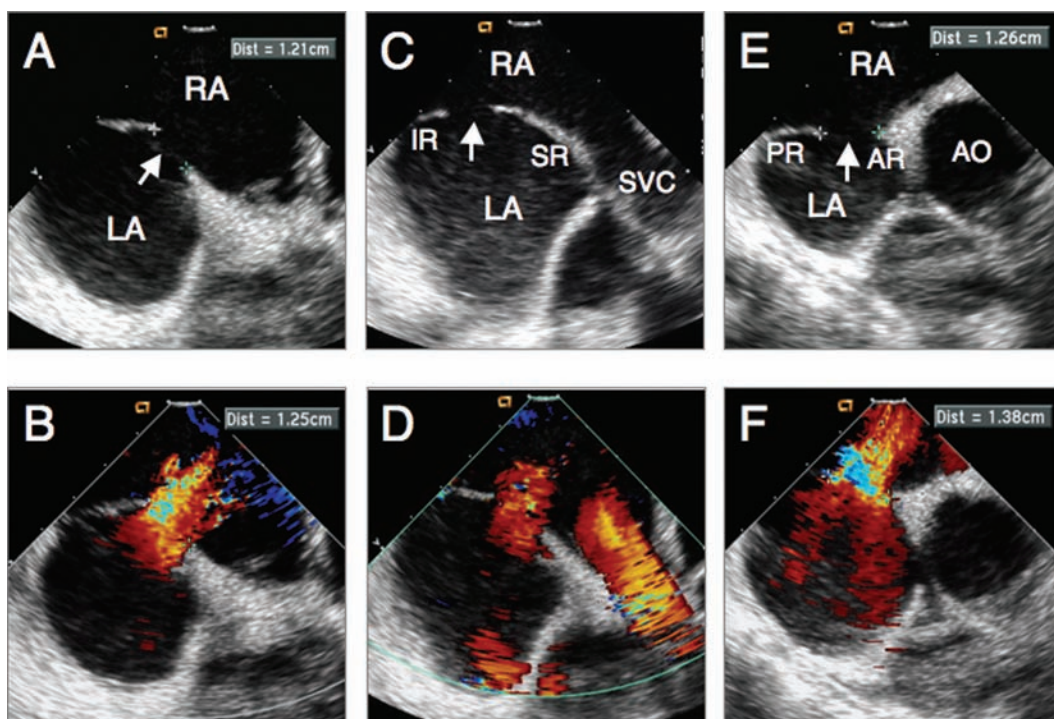 A
Dist = 1.21cm
RA
LA
C
RA
IR
SR
SVC
LA
E
Dist = 1.26cm
RA
PR
AR
AO
LA
B
Dist = 1.25cm
D
F
Dist = 1.38cm